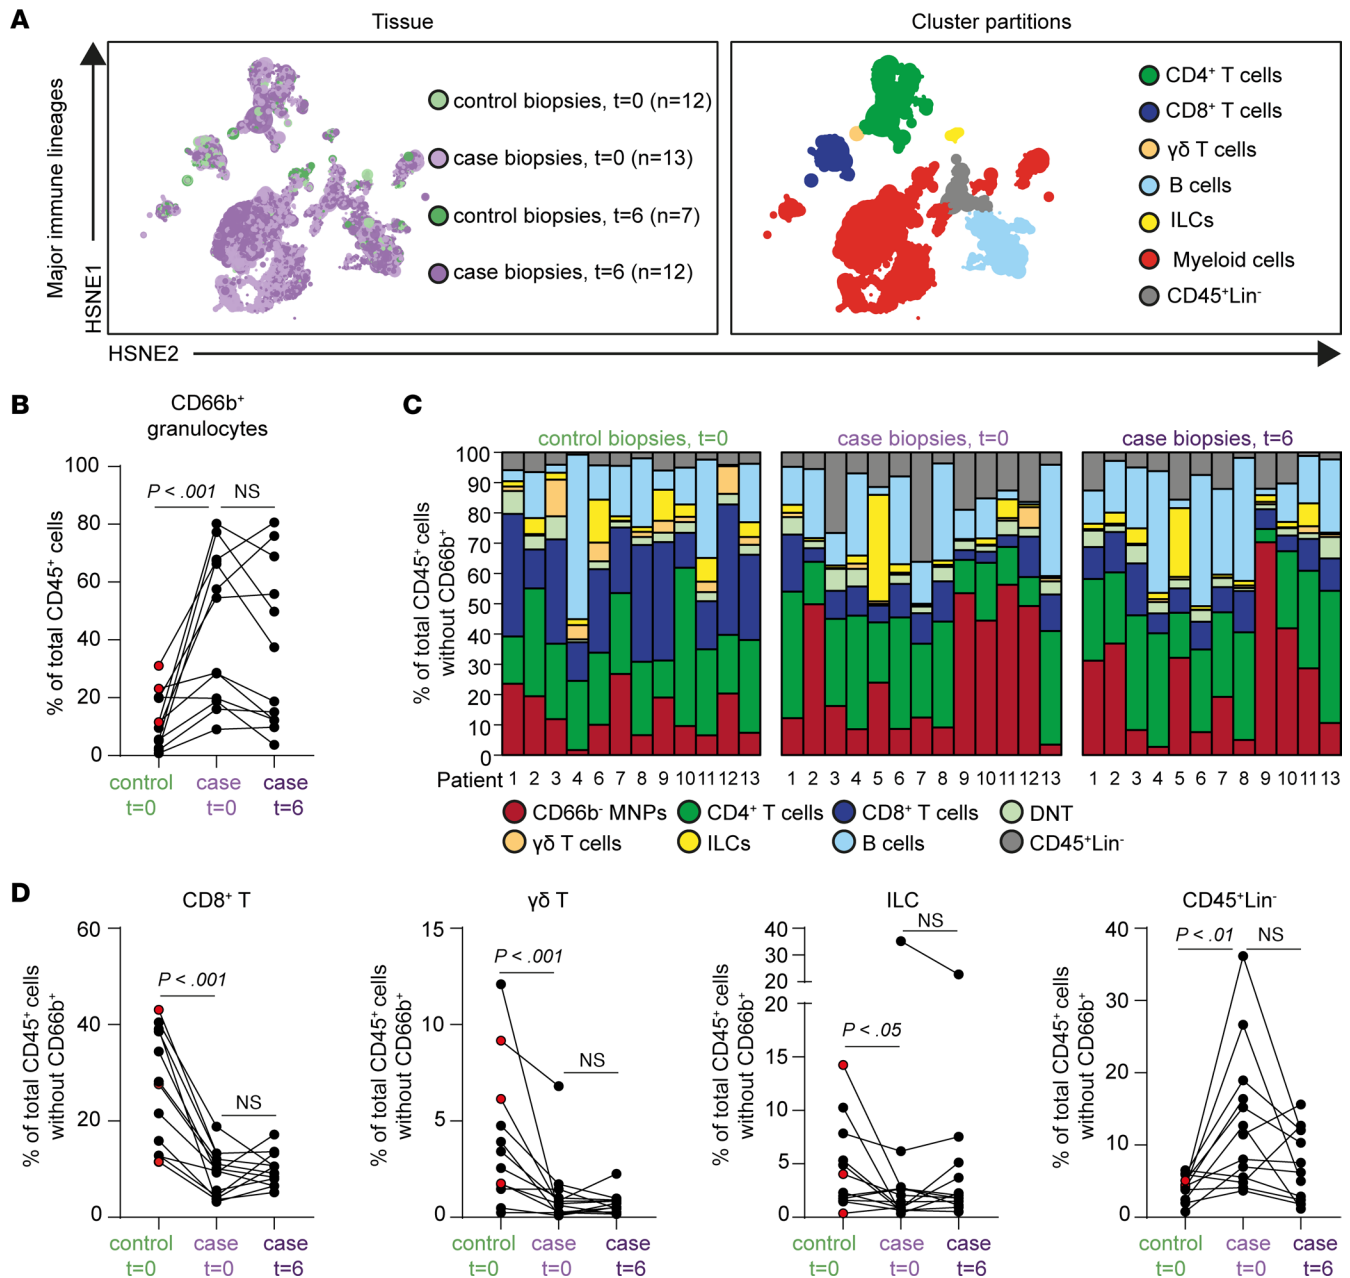 A
Tissue
Cluster partitions
Major immune lineages
HSNE1
control biopsies, t=0 (n=12)
case biopsies, t=0 (n=13)
control biopsies, t=6 (n=7)
case biopsies, t=6 (n=12)
CD4⁺ T cells
CD8⁺ T cells
γδ T cells
B cells
ILCs
Myeloid cells
CD45⁺Lin⁻
HSNE2
B
CD66b⁺
granulocytes
% of total CD45⁺ cells
100
80
60
40
20
0
P < .001
NS
control
t=0
case
t=0
case
t=6
C
control biopsies, t=0
case biopsies, t=0
case biopsies, t=6
% of total CD45⁺ cells
without CD66b⁺
100
90
80
70
60
50
40
30
20
10
0
Patient 1 2 3 4 6 7 8 9 10 11 12 13
1 2 3 4 5 6 7 8 9 10 11 12 13
1 2 3 4 5 6 7 8 9 10 11 13
CD66b⁻ MNPs
CD4⁺ T cells
CD8⁺ T cells
DNT
γδ T cells
ILCs
B cells
CD45⁺Lin⁻
D
CD8⁺ T
% of total CD45⁺ cells
without CD66b⁺
60
40
20
0
P < .001
NS
control
t=0
case
t=0
case
t=6
γδ T
% of total CD45⁺ cells
without CD66b⁺
15
10
5
0
P < .001
NS
control
t=0
case
t=0
case
t=6
ILC
% of total CD45⁺ cells
without CD66b⁺
40
30
20
20
15
10
5
0
NS
P < .05
control
t=0
case
t=0
case
t=6
CD45⁺Lin⁻
% of total CD45⁺ cells
without CD66b⁺
40
30
20
10
0
P < .01
NS
control
t=0
case
t=0
case
t=6